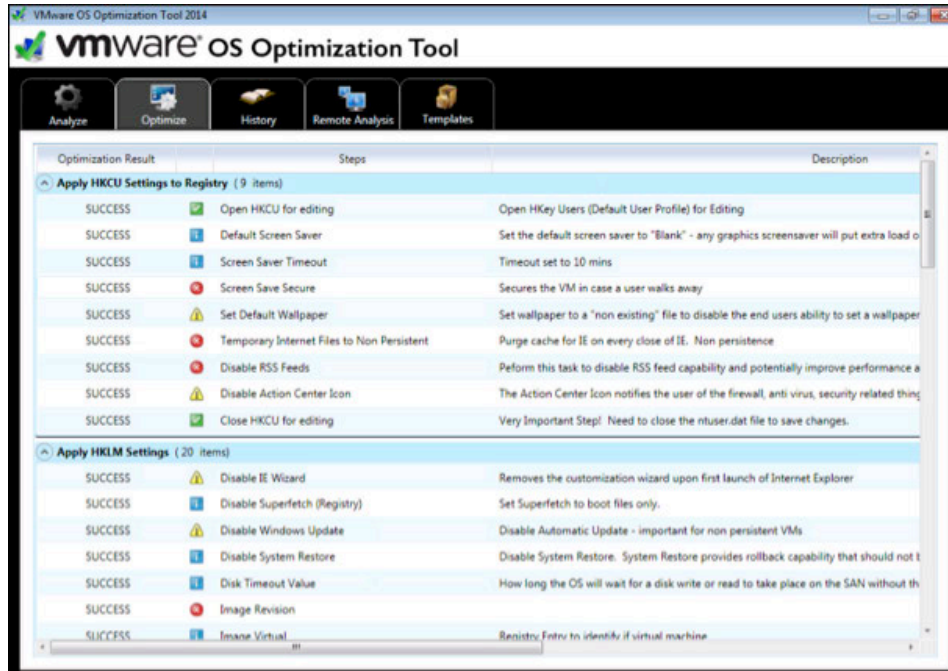 VMware OS Optimization Tool 2014
vmware® OS Optimization Tool
Analyze Optimize History Remote Analysis Templates
Optimization Result Steps Description
Apply HKCU Settings to Registry ( 9 items)
SUCCESS Open HKCU for editing Open HKey Users (Default User Profile) for Editing
SUCCESS Default Screen Saver Set the default screen saver to "Blank" - any graphics screensaver will put extra load o
SUCCESS Screen Saver Timeout Timeout set to 10 mins
SUCCESS Screen Save Secure Secures the VM in case a user walks away
SUCCESS Set Default Wallpaper Set wallpaper to a "non existing" file to disable the end users ability to set a wallpaper
SUCCESS Temporary Internet Files to Non Persistent Purge cache for IE on every close of IE. Non persistence
SUCCESS Disable RSS Feeds Peform this task to disable RSS feed capability and potentially improve performance a
SUCCESS Disable Action Center Icon The Action Center Icon notifies the user of the firewall, anti virus, security related thing
SUCCESS Close HKCU for editing Very Important Step! Need to close the ntuser.dat file to save changes.
Apply HKLM Settings ( 20 items)
SUCCESS Disable IE Wizard Removes the customization wizard upon first launch of Internet Explorer
SUCCESS Disable Superfetch (Registry) Set Superfetch to boot files only.
SUCCESS Disable Windows Update Disable Automatic Update - important for non persistent VMs
SUCCESS Disable System Restore Disable System Restore. System Restore provides rollback capability that should not b
SUCCESS Disk Timeout Value How long the OS will wait for a disk write or read to take place on the SAN without th
SUCCESS Image Revision
SUCCESS Image Virtual Registry Entry to identify if virtual machine